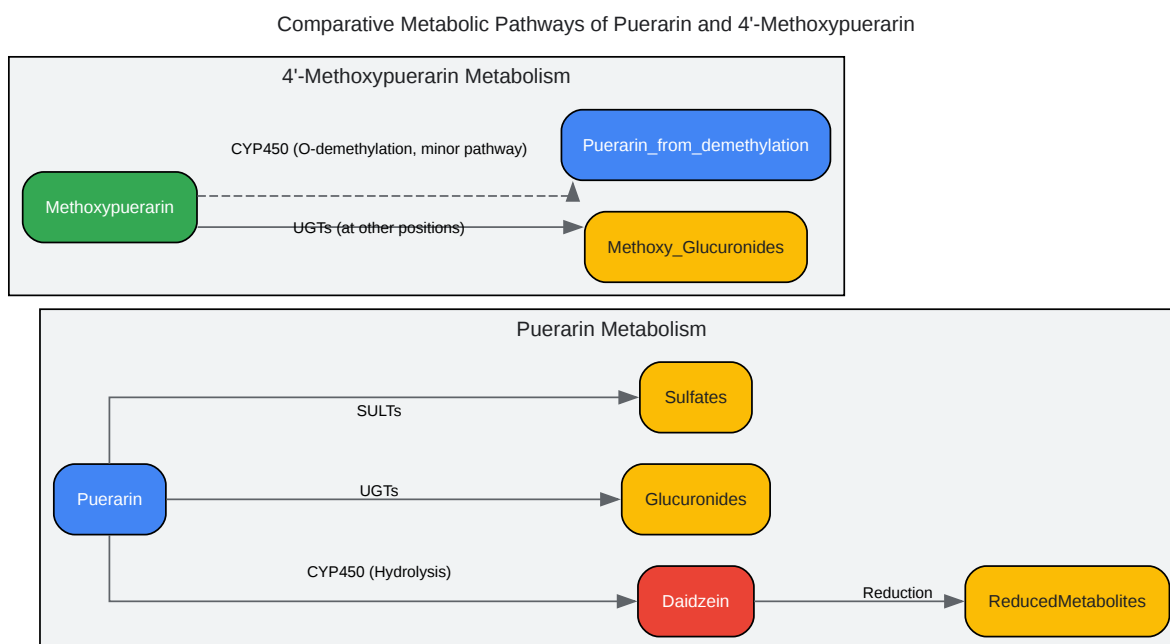 Comparative Metabolic Pathways of Puerarin and 4'-Methoxypuerarin
4'-Methoxypuerarin Metabolism
CYP450 (O-demethylation, minor pathway)
Puerarin_from_demethylation
Methoxypuerarin
UGTs (at other positions)
Methoxy_Glucuronides
Puerarin Metabolism
SULTs
Sulfates
Puerarin
UGTs
Glucuronides
CYP450 (Hydrolysis)
Daidzein
Reduction
ReducedMetabolites